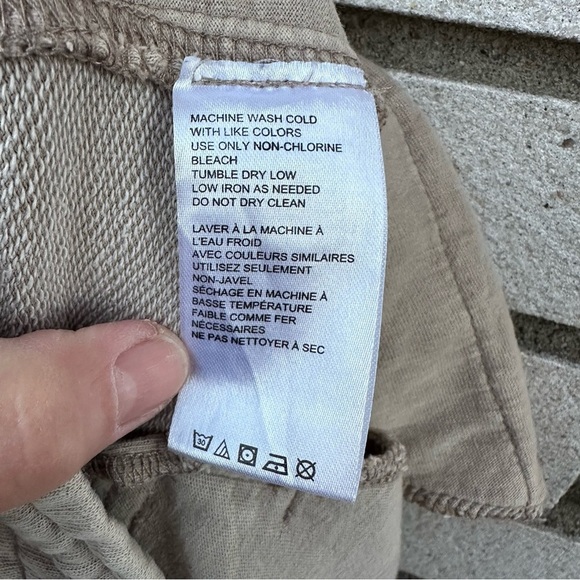 MACHINE WASH COLD
WITH LIKE COLORS
USE ONLY NON-CHLORINE
BLEACH
TUMBLE DRY LOW
LOW IRON AS NEEDED
DO NOT DRY CLEAN
LAVER À LA MACHINE À
L'EAU FROID
AVEC COULEURS SIMILAIRES
UTILISEZ SEULEMENT
NON-JAVEL
SÉCHAGE EN MACHINE À
BASSE TEMPÉRATURE
FAIBLE COMME FER
NÉCESSAIRES
NE PAS NETTOYER À SEC
30